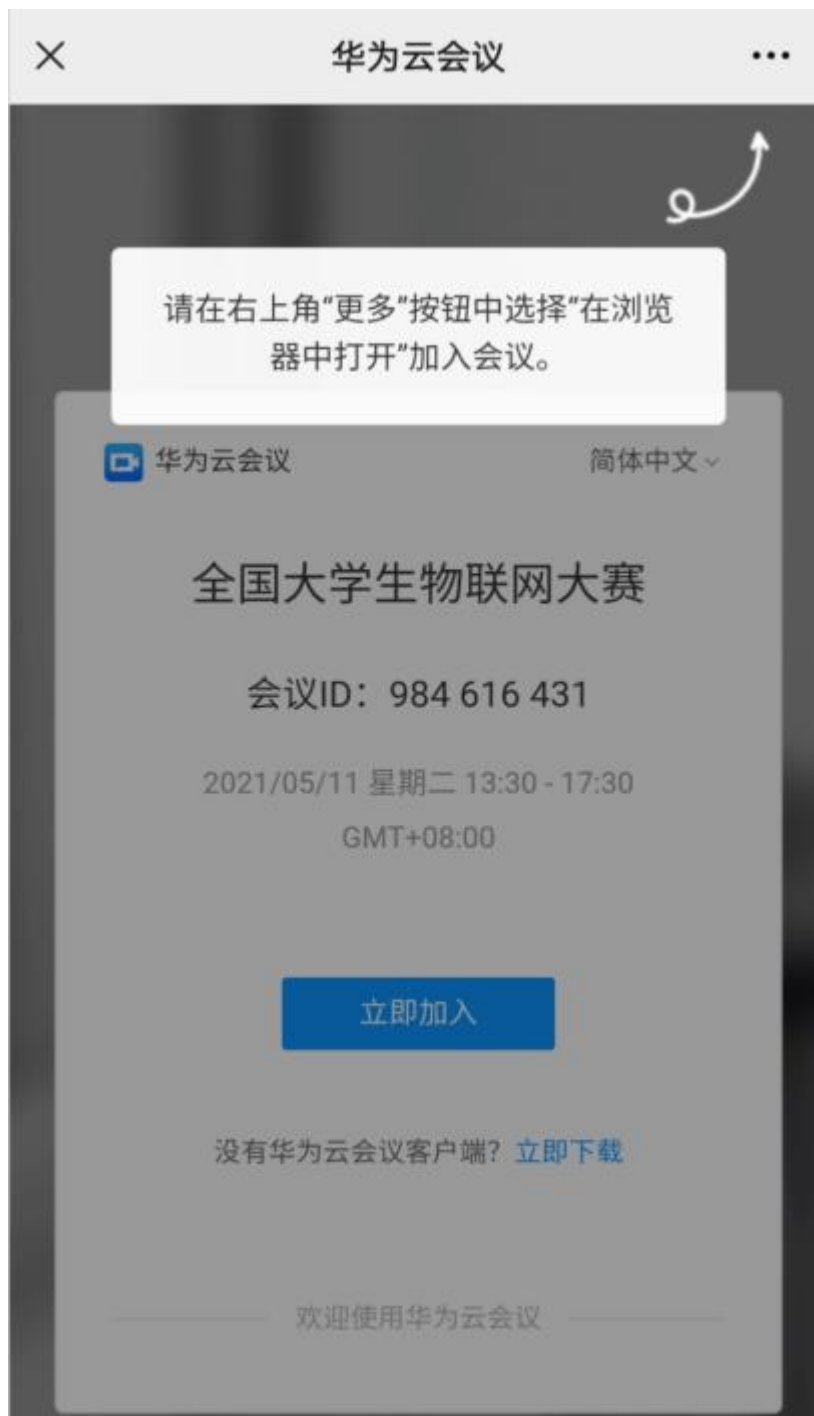 华为云会议
请在右上角“更多”按钮中选择“在浏览
器中打开”加入会议。
华为云会议 简体中文
全国大学生物联网大赛
会议ID：984 616 431
2021/05/11 星期二 13:30 - 17:30
GMT+08:00
立即加入
没有华为云会议客户端？立即下载
欢迎使用华为云会议